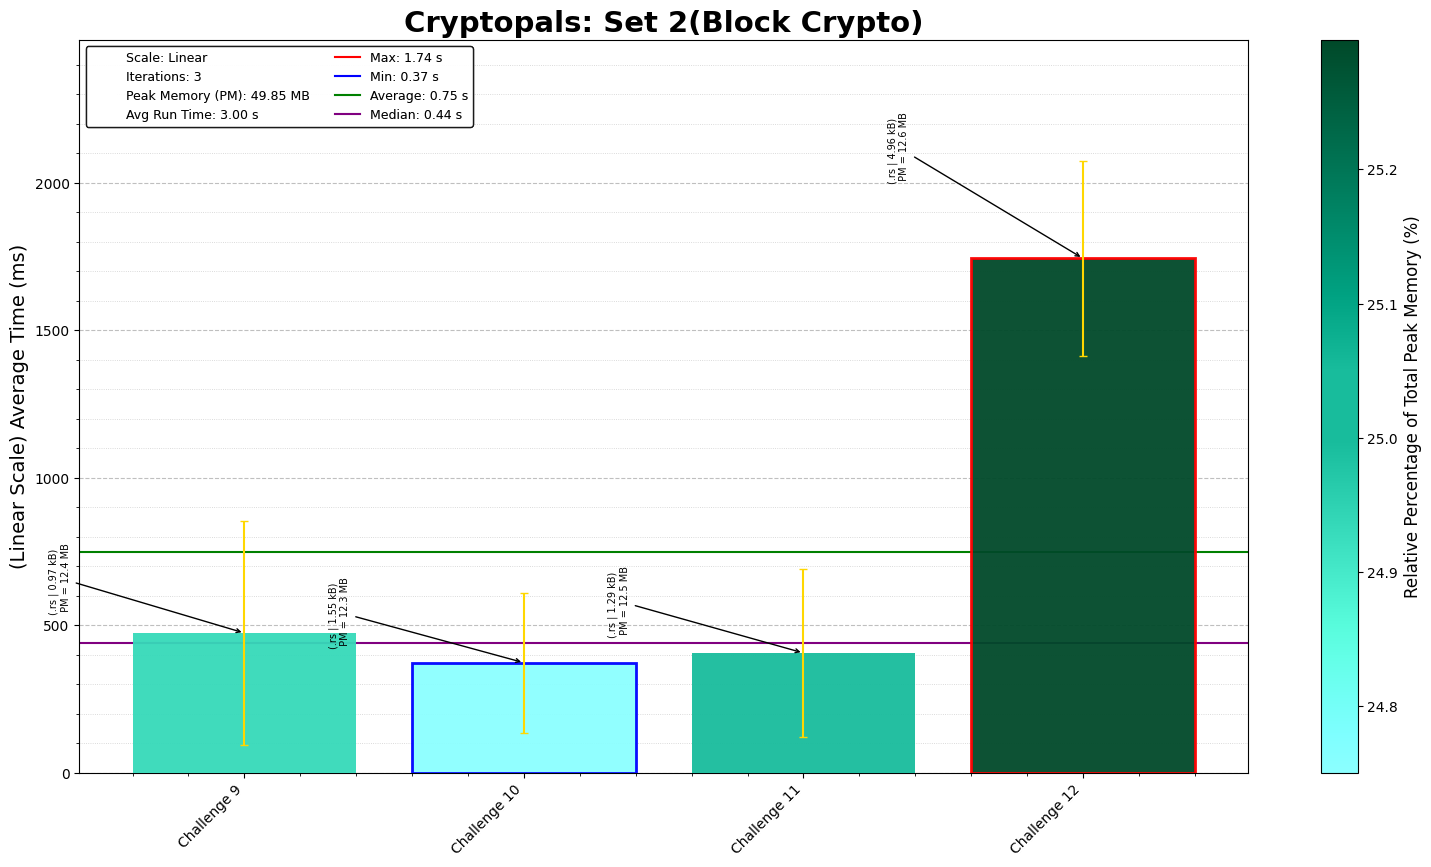 Cryptopals: Set 2(Block Crypto)
Scale: Linear
Iterations: 3
Peak Memory (PM): 49.85 MB
Avg Run Time: 3.00 s
Max: 1.74 s
Min: 0.37 s
Average: 0.75 s
Median: 0.44 s
(Linear Scale) Average Time (ms)
2000
1500
1000
500
0
(.rs | 0.97 kB)
PM = 12.4 MB
(.rs | 1.55 kB)
PM = 12.3 MB
(.rs | 1.29 kB)
PM = 12.5 MB
(.rs | 4.96 kB)
PM = 12.6 MB
Challenge 9
Challenge 10
Challenge 11
Challenge 12
25.2
25.1
25.0
24.9
24.8
Relative Percentage of Total Peak Memory (%)